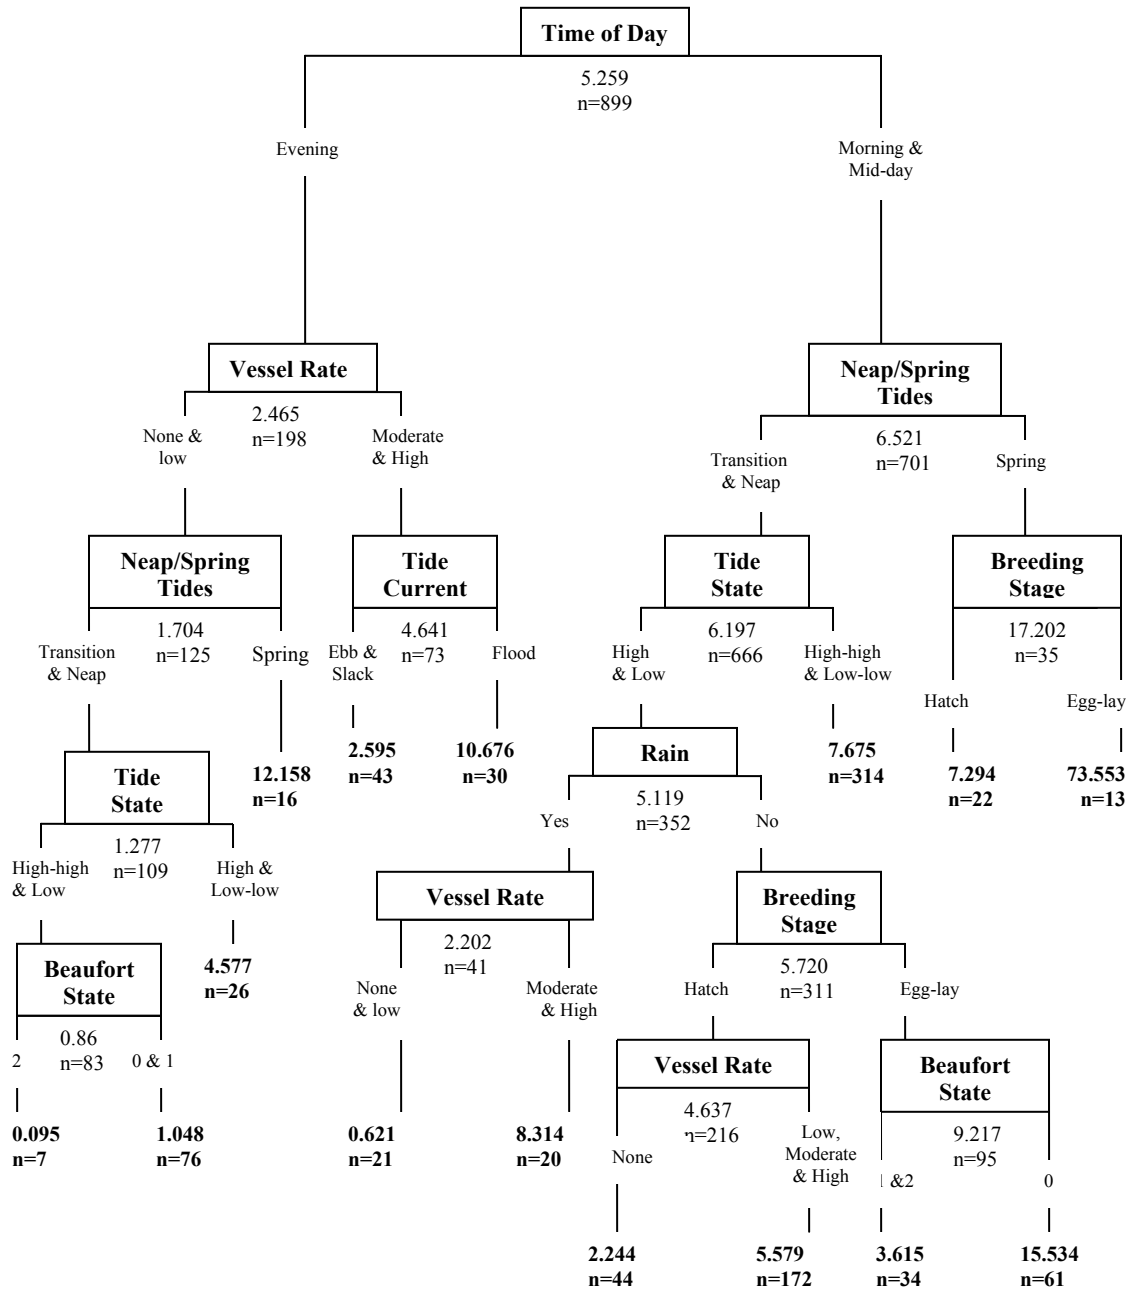 Time of Day
5.259
n=899
Evening
Morning &
Mid-day
Vessel Rate
2.465
n=198
Neap/Spring
Tides
6.521
n=701
None &
low
Moderate
& High
Transition
& Neap
Spring
Neap/Spring
Tides
1.704
n=125
Tide
Current
4.641
n=73
Tide
State
6.197
n=666
Breeding
Stage
17.202
n=35
Transition
& Neap
Spring
Ebb &
Slack
Flood
High
& Low
High-high
& Low-low
Hatch
Egg-lay
Tide
State
1.277
n=109
12.158
n=16
2.595
n=43
10.676
n=30
Rain
5.119
n=352
7.675
n=314
7.294
n=22
73.553
n=13
High-high
& Low
High &
Low-low
Yes
No
Vessel Rate
2.202
n=41
Breeding
Stage
5.720
n=311
Beaufort
State
0.86
n=83
4.577
n=26
None
& low
Moderate
& High
Hatch
Egg-lay
2
0 & 1
Vessel Rate
4.637
n=216
Beaufort
State
9.217
n=95
0.095
n=7
1.048
n=76
0.621
n=21
8.314
n=20
None
Low,
Moderate
& High
1 &2
0
2.244
n=44
5.579
n=172
3.615
n=34
15.534
n=61